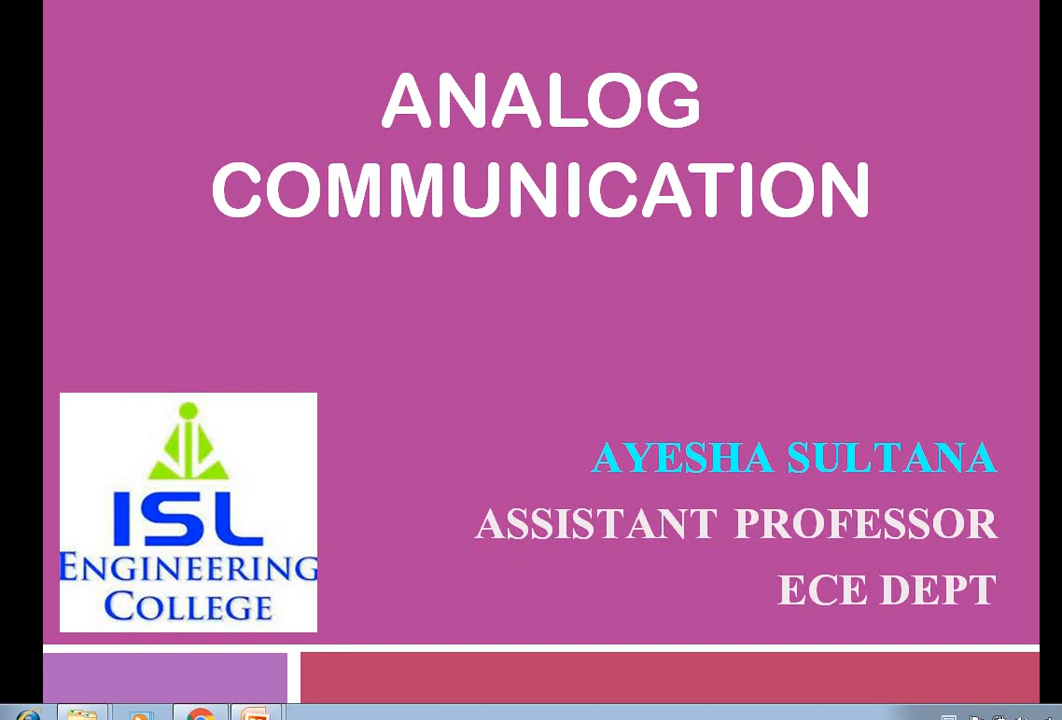 ANALOG
COMMUNICATION
AYESHA SULTANA
ASSISTANT PROFESSOR
ECE DEPT
ISL
ENGINEERING
COLLEGE